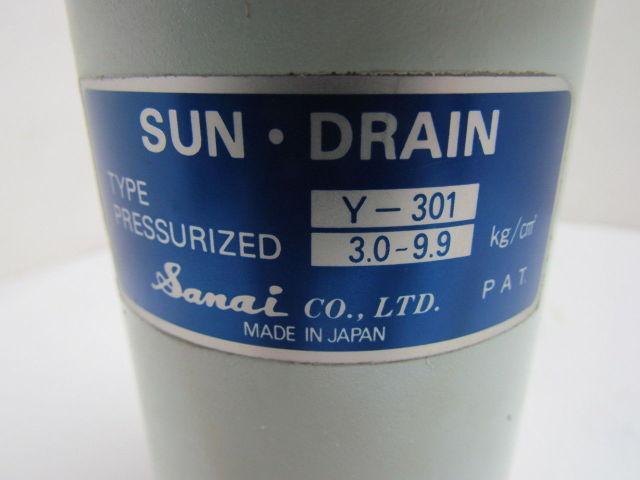 SUN・DRAIN
TYPE Y-301
PRESSURIZED 3.0~9.9 kg/cm²
Sanai CO., LTD. PAT.
MADE IN JAPAN